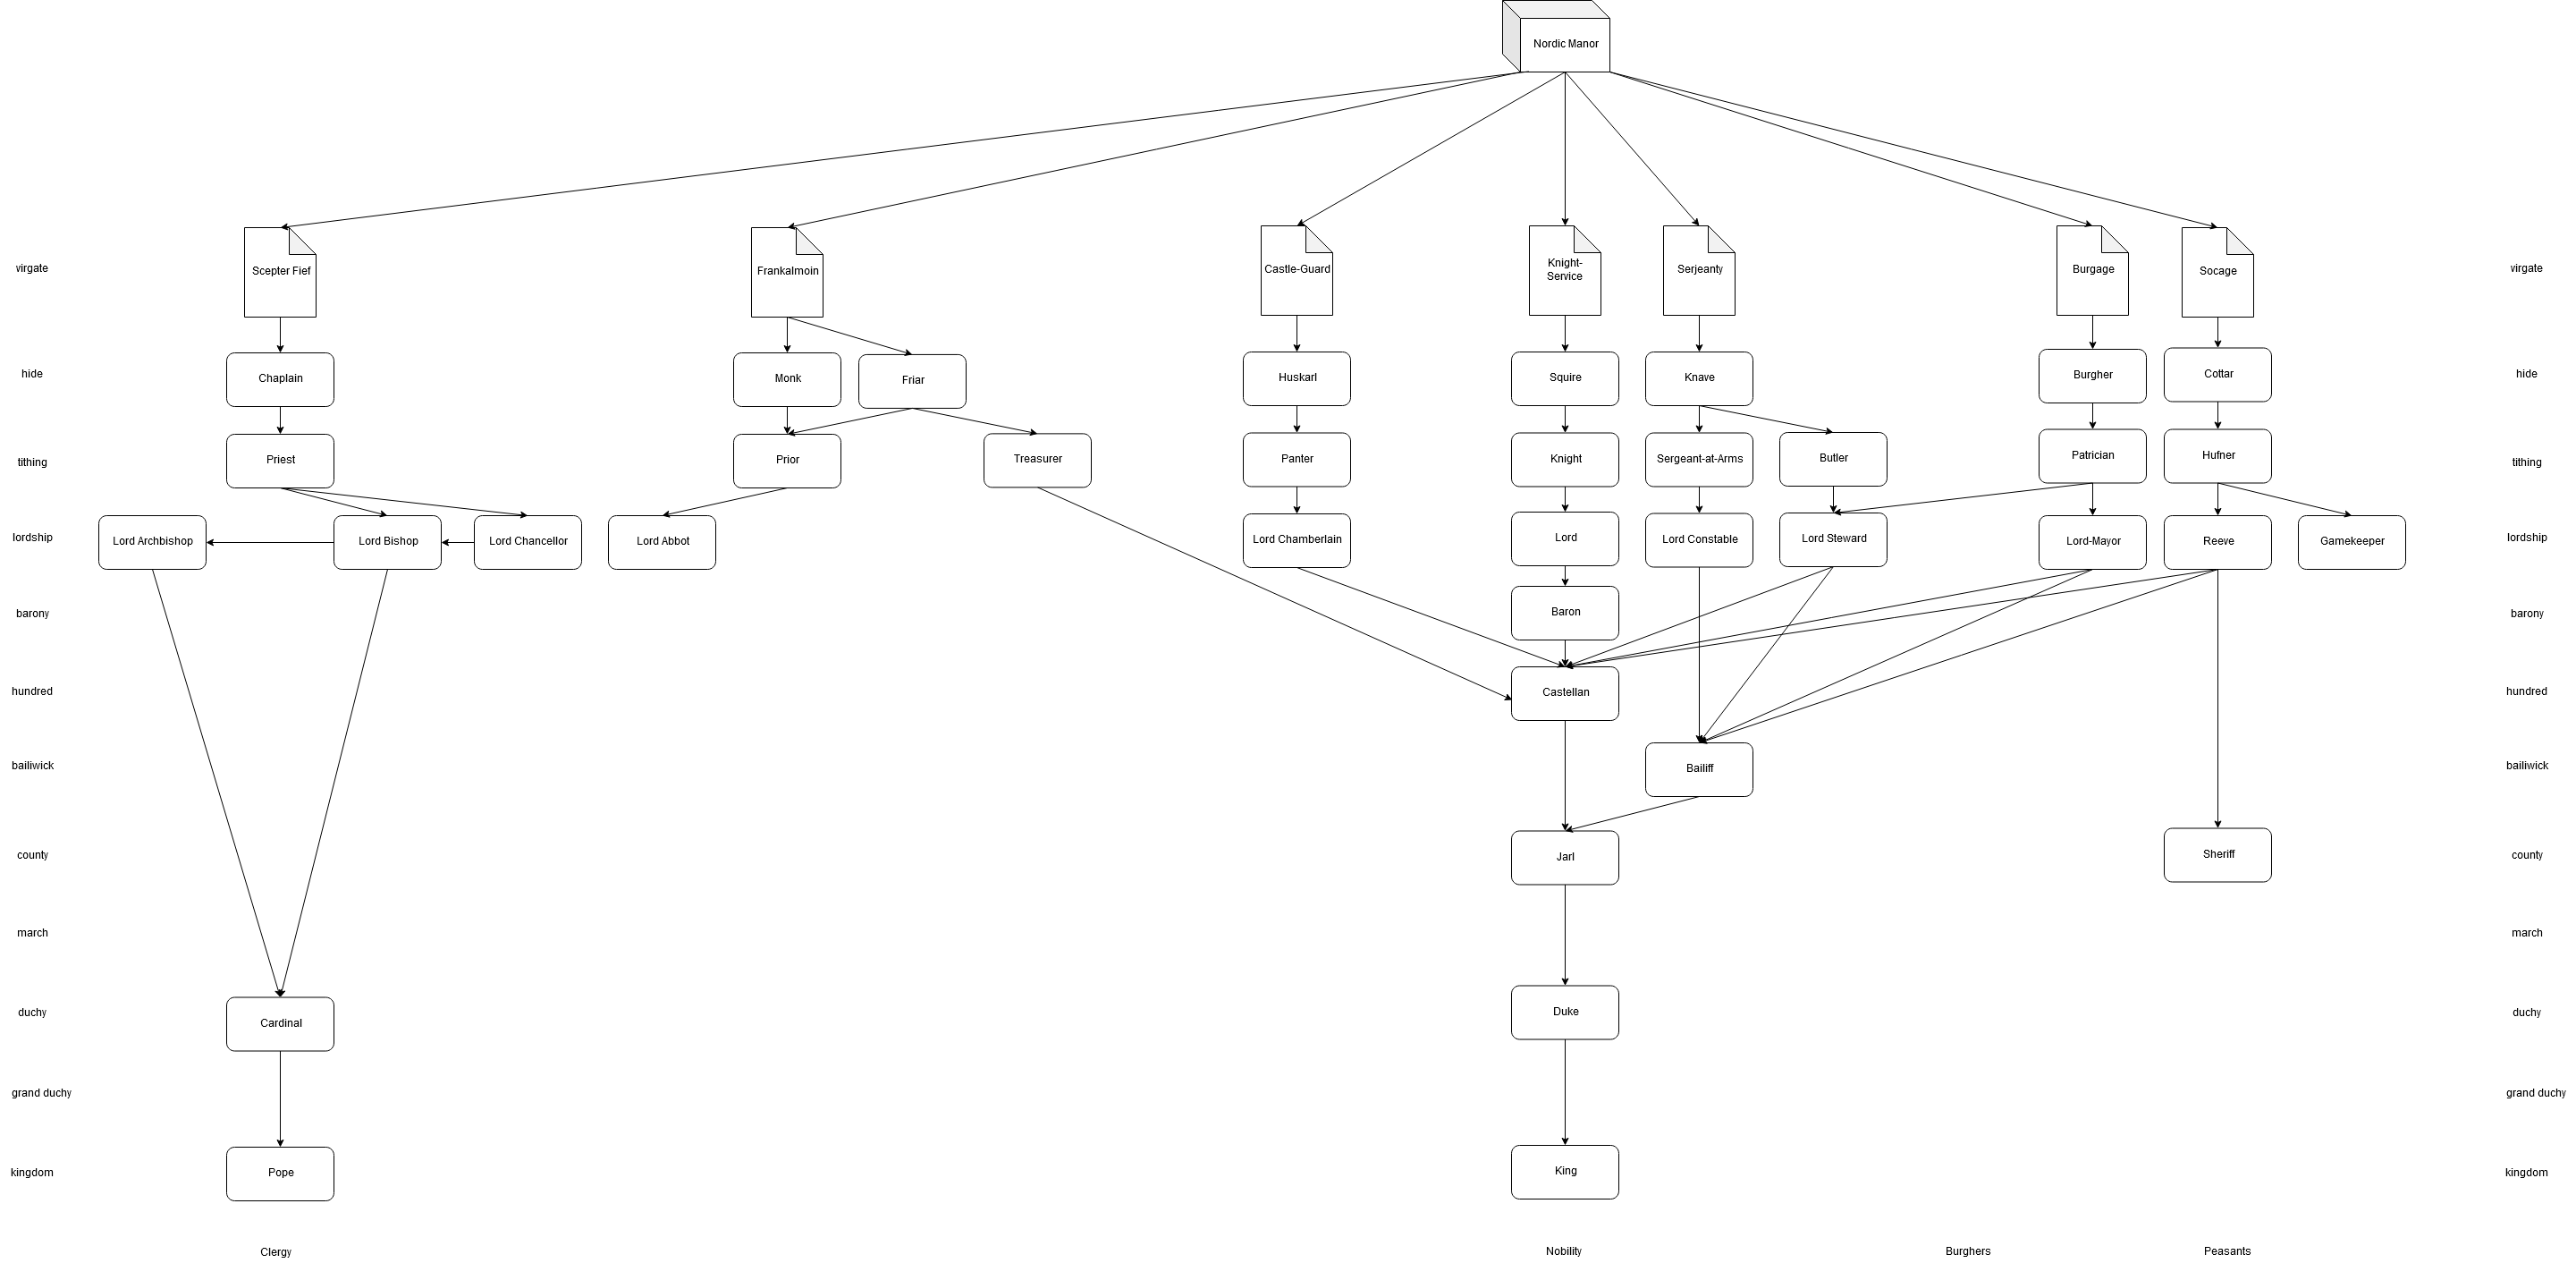 Nordic Manor
virgate
Scepter Fief
Frankalmoin
Castle-Guard
Knight-
Service
Serjeanty
Burgage
Socage
virgate
hide
Chaplain
Monk
Friar
Huskarl
Squire
Knave
Burgher
Cottar
hide
tithing
Priest
Prior
Treasurer
Panter
Knight
Sergeant-at-Arms
Butler
Patrician
Hufner
tithing
lordship
Lord Archbishop
Lord Bishop
Lord Chancellor
Lord Abbot
Lord Chamberlain
Lord
Lord Constable
Lord Steward
Lord-Mayor
Reeve
Gamekeeper
lordship
barony
Baron
barony
hundred
Castellan
hundred
bailiwick
Bailiff
bailiwick
county
Jarl
Sheriff
county
march
march
duchy
Cardinal
Duke
duchy
grand duchy
grand duchy
kingdom
Pope
King
kingdom
Clergy
Nobility
Burghers
Peasants